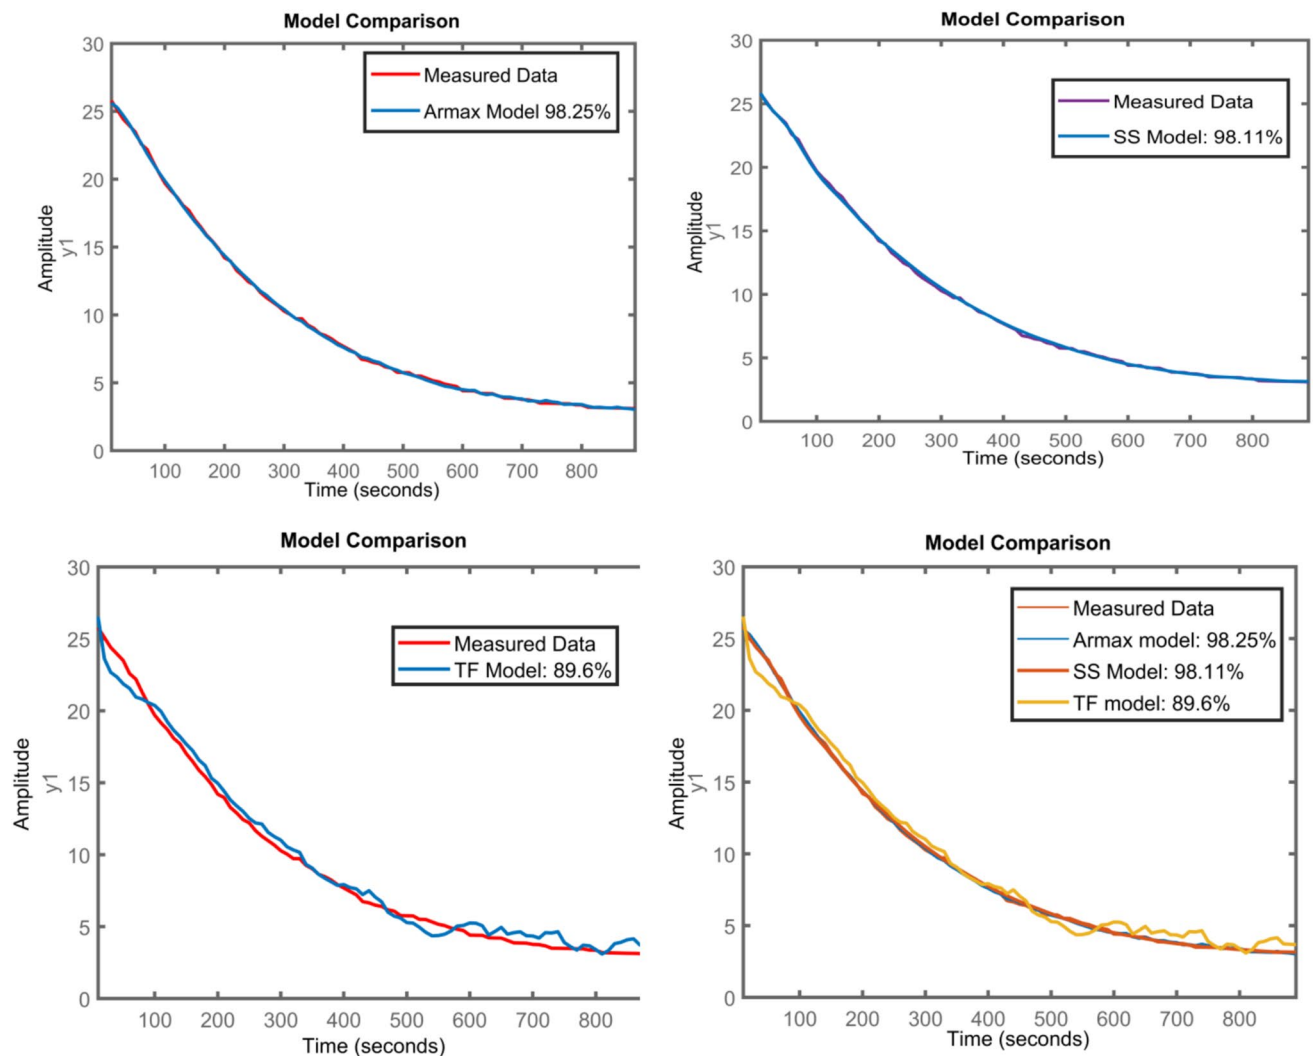 Model Comparison
30
25
20
15
10
5
0
Amplitude
y1
Measured Data
Armax Model 98.25%
100 200 300 400 500 600 700 800
Time (seconds)
Model Comparison
30
25
20
15
10
5
0
Amplitude
y1
Measured Data
SS Model: 98.11%
100 200 300 400 500 600 700 800
Time (seconds)
Model Comparison
30
25
20
15
10
5
0
Amplitude
y1
Measured Data
TF Model: 89.6%
100 200 300 400 500 600 700 800
Time (seconds)
Model Comparison
30
25
20
15
10
5
0
Amplitude
y1
Measured Data
Armax model: 98.25%
SS Model: 98.11%
TF model: 89.6%
100 200 300 400 500 600 700 800
Time (seconds)